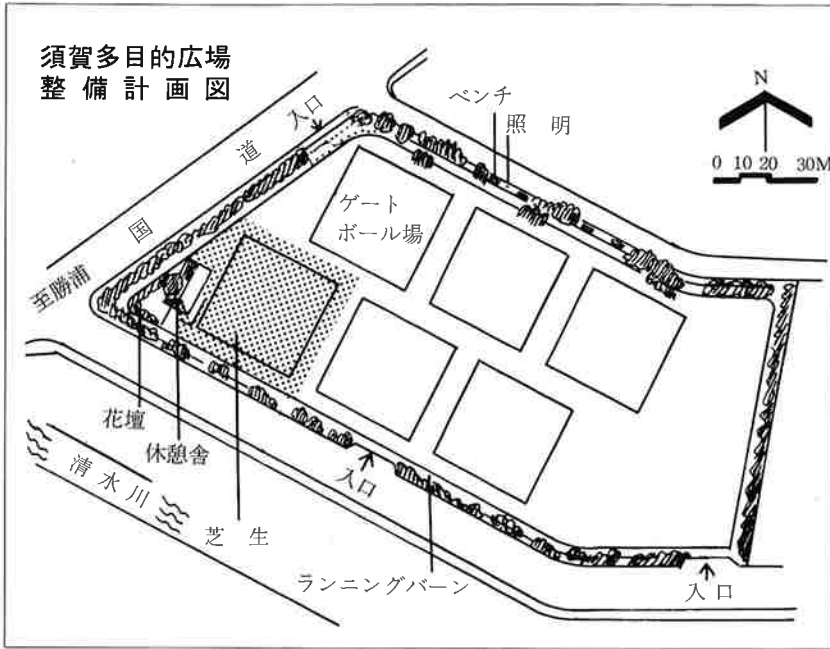 須賀多目的広場
整備計画図
ベンチ
照明
N
0 10 20 30M
入口
国道
至勝浦
ゲート
ボール場
花壇
休憩舎
清水川
芝生
入口
ランニングバーン
入口